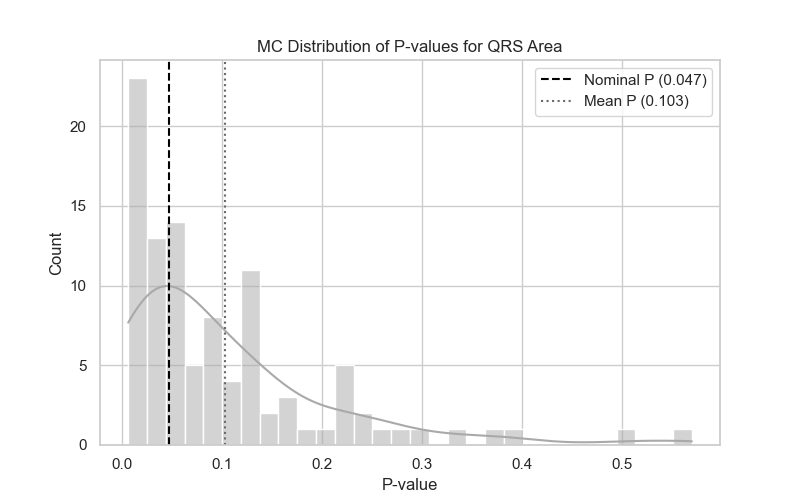 MC Distribution of P-values for QRS Area
Nominal P (0.047)
Mean P (0.103)
Count
20
15
10
5
0
0.0 0.1 0.2 0.3 0.4 0.5
P-value